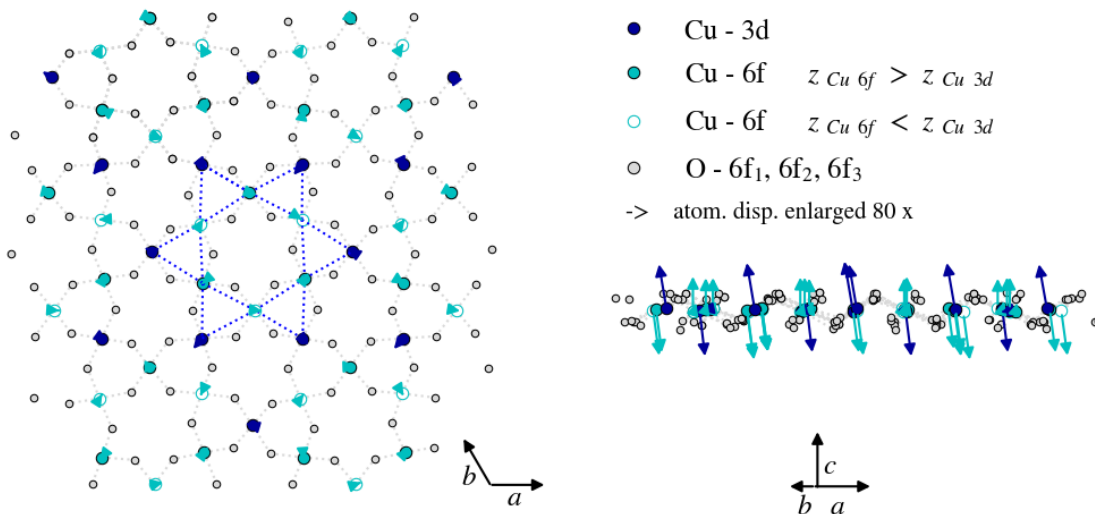 Cu - 3d
Cu - 6f z Cu 6f > z Cu 3d
Cu - 6f z Cu 6f < z Cu 3d
O - 6f₁, 6f₂, 6f₃
-> atom. disp. enlarged 80 x
b a
c
b a